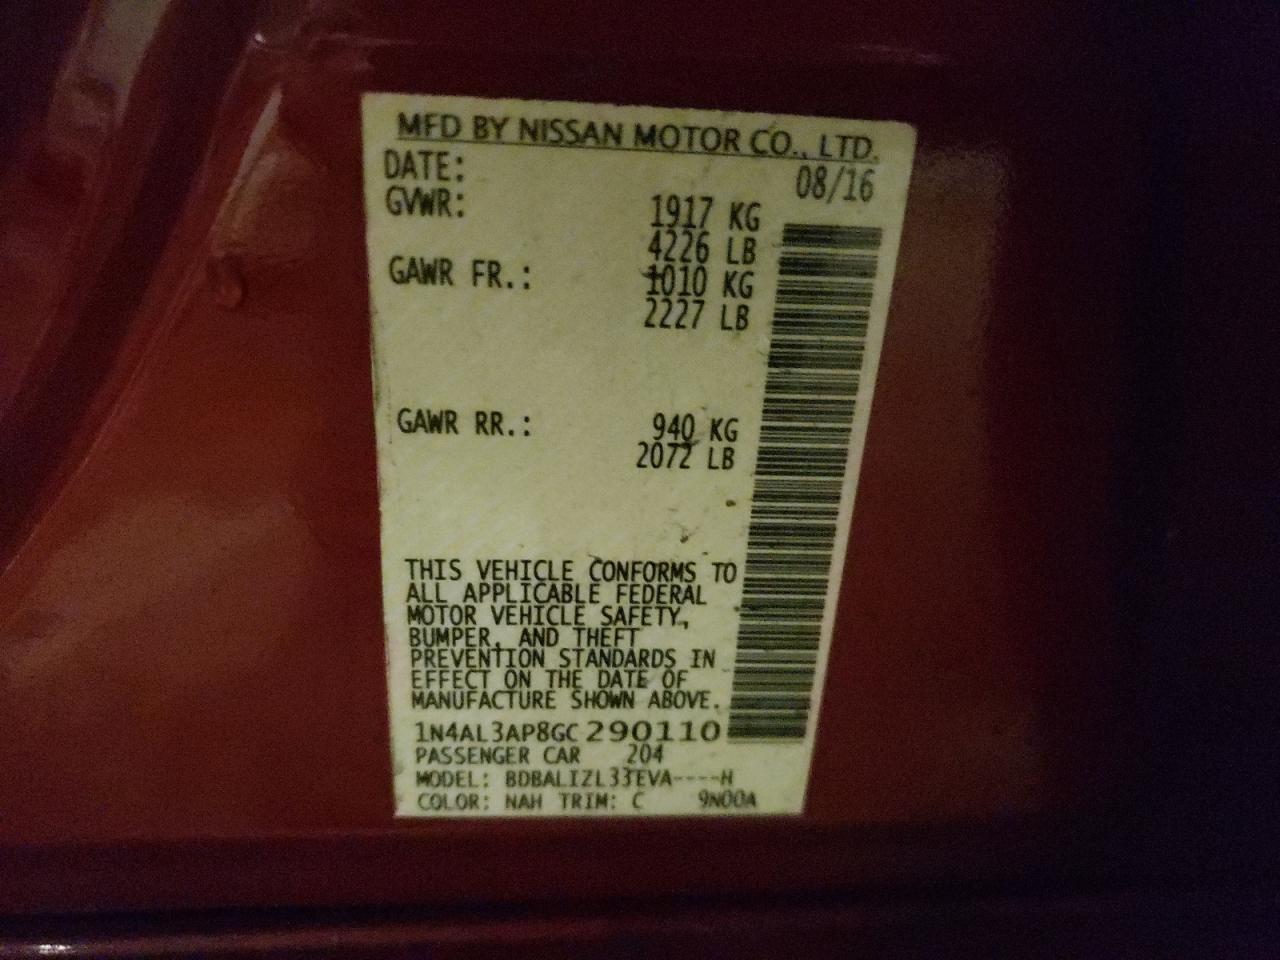 MFD BY NISSAN MOTOR CO., LTD.
DATE: 08/16
GVWR: 1917 KG
4226 LB
GAWR FR.: 1010 KG
2227 LB
GAWR RR.: 940 KG
2072 LB
THIS VEHICLE CONFORMS TO
ALL APPLICABLE FEDERAL
MOTOR VEHICLE SAFETY,
BUMPER, AND THEFT
PREVENTION STANDARDS IN
EFFECT ON THE DATE OF
MANUFACTURE SHOWN ABOVE.
1N4AL3AP8GC290110
PASSENGER CAR 204
MODEL: BDBALIZL33EVA----H
COLOR: NAH TRIM: C 9N00A